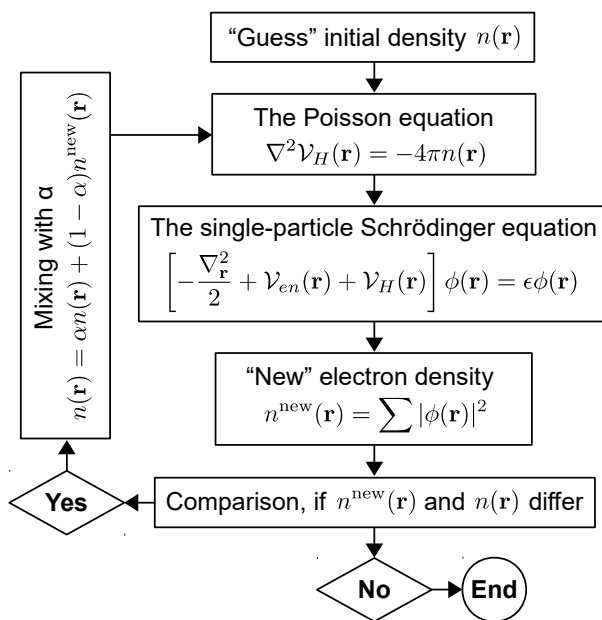 “Guess” initial density n(r)
The Poisson equation
∇²𝒱_H(r) = −4πn(r)
The single-particle Schrödinger equation
[−∇²_r/2 + 𝒱_en(r) + 𝒱_H(r)] ϕ(r) = ϵϕ(r)
“New” electron density
n^new(r) = ∑ |ϕ(r)|²
Comparison, if n^new(r) and n(r) differ
Yes
Mixing with α
n(r) = αn(r) + (1 − α)n^new(r)
No
End